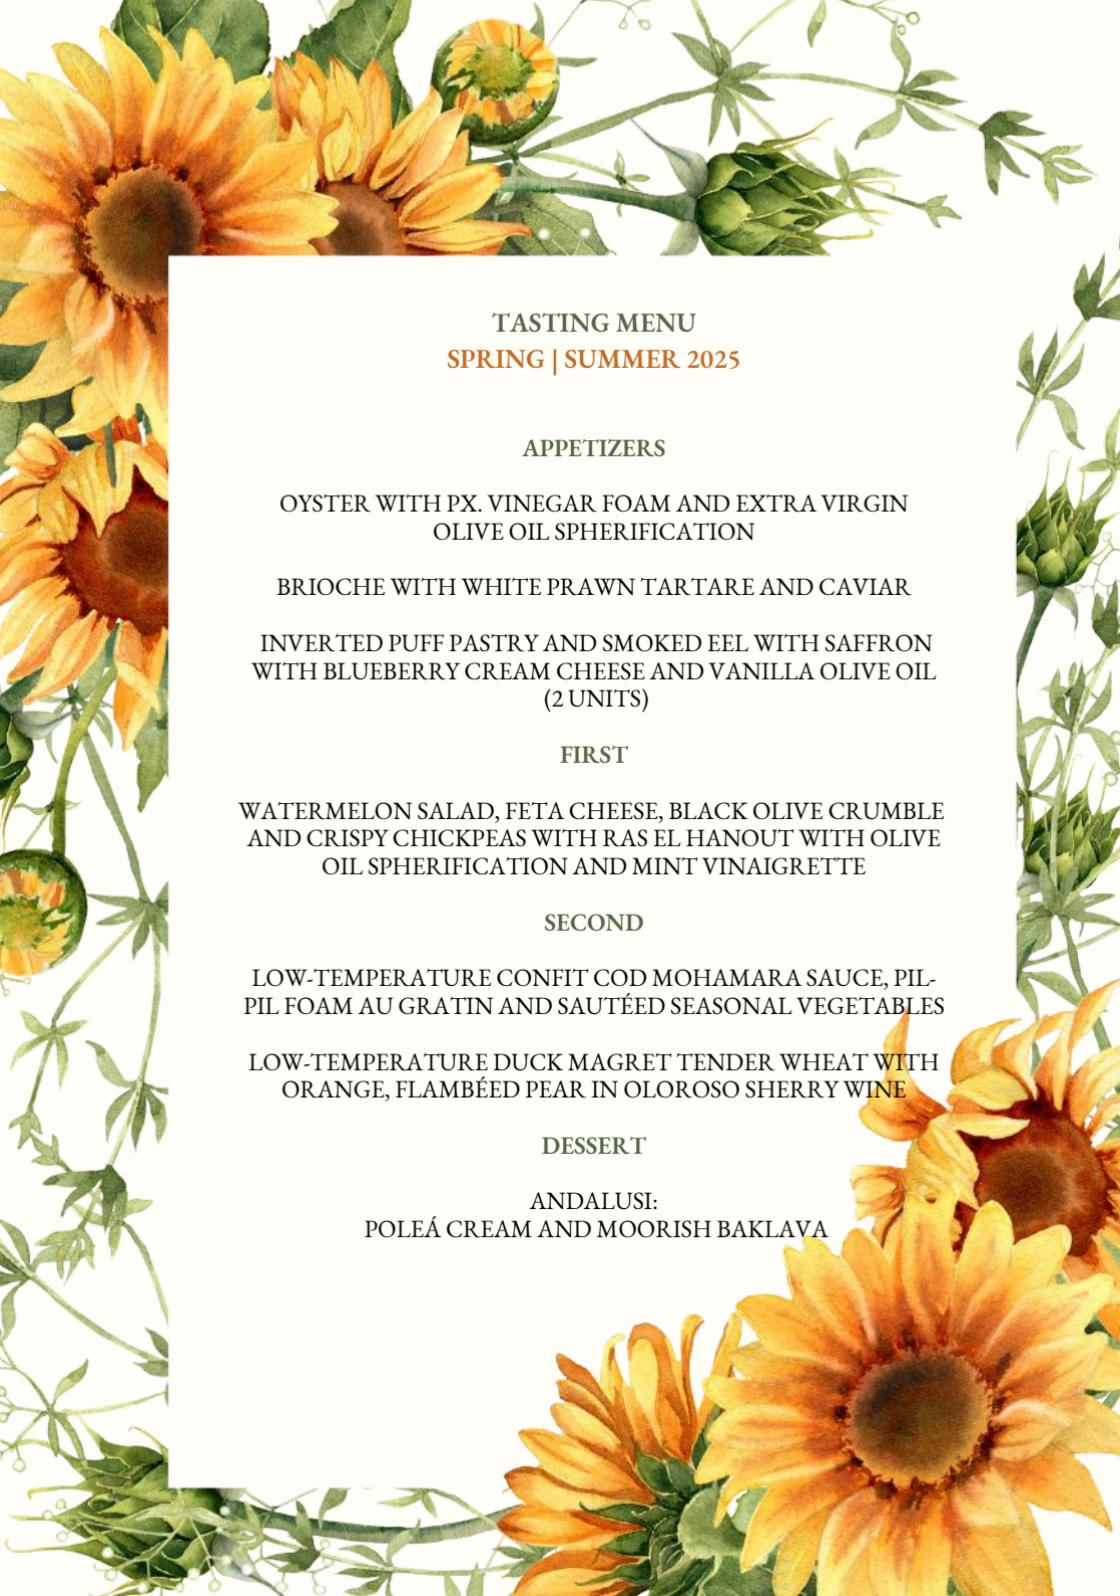 TASTING MENU
SPRING | SUMMER 2025
APPETIZERS
OYSTER WITH PX. VINEGAR FOAM AND EXTRA VIRGIN
OLIVE OIL SPHERIFICATION
BRIOCHE WITH WHITE PRAWN TARTARE AND CAVIAR
INVERTED PUFF PASTRY AND SMOKED EEL WITH SAFFRON
WITH BLUEBERRY CREAM CHEESE AND VANILLA OLIVE OIL
(2 UNITS)
FIRST
WATERMELON SALAD, FETA CHEESE, BLACK OLIVE CRUMBLE
AND CRISPY CHICKPEAS WITH RAS EL HANOUT WITH OLIVE
OIL SPHERIFICATION AND MINT VINAIGRETTE
SECOND
LOW-TEMPERATURE CONFIT COD MOHAMARA SAUCE, PIL-
PIL FOAM AU GRATIN AND SAUTÉED SEASONAL VEGETABLES
LOW-TEMPERATURE DUCK MAGRET TENDER WHEAT WITH
ORANGE, FLAMBÉED PEAR IN OLOROSO SHERRY WINE
DESSERT
ANDALUSI:
POLEÁ CREAM AND MOORISH BAKLAVA